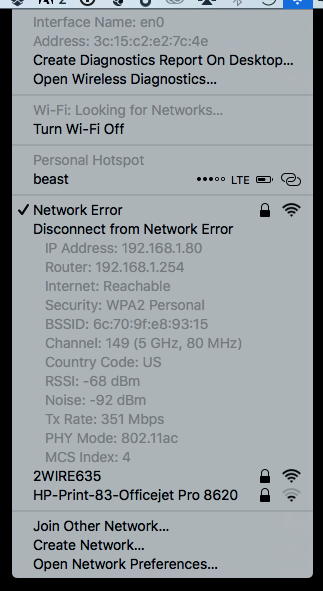 Interface Name: en0
Address: 3c:15:c2:e2:7c:4e
Create Diagnostics Report On Desktop...
Open Wireless Diagnostics...
Wi-Fi: Looking for Networks...
Turn Wi-Fi Off
Personal Hotspot
beast LTE
Network Error
Disconnect from Network Error
IP Address: 192.168.1.80
Router: 192.168.1.254
Internet: Reachable
Security: WPA2 Personal
BSSID: 6c:70:9f:e8:93:15
Channel: 149 (5 GHz, 80 MHz)
Country Code: US
RSSI: -68 dBm
Noise: -92 dBm
Tx Rate: 351 Mbps
PHY Mode: 802.11ac
MCS Index: 4
2WIRE635
HP-Print-83-Officejet Pro 8620
Join Other Network...
Create Network...
Open Network Preferences...